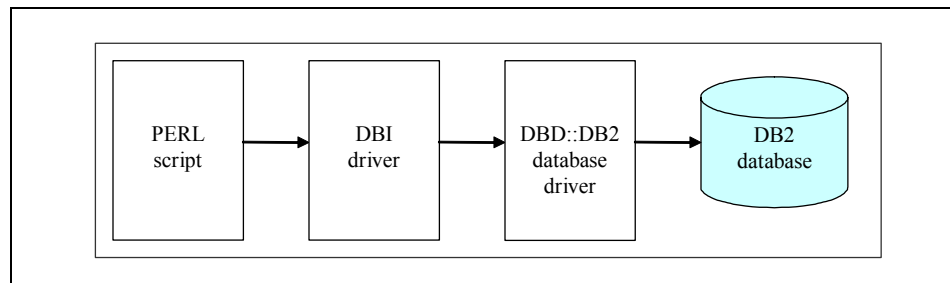 PERL
script
DBI
driver
DBD::DB2
database
driver
DB2
database